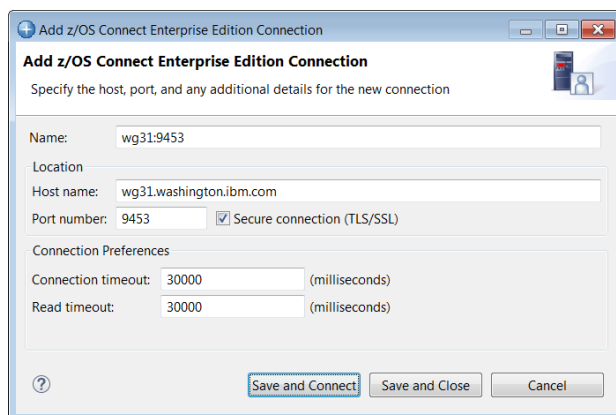 Add z/OS Connect Enterprise Edition Connection
Add z/OS Connect Enterprise Edition Connection
Specify the host, port, and any additional details for the new connection
Name: wg31:9453
Location
Host name: wg31.washington.ibm.com
Port number: 9453 Secure connection (TLS/SSL)
Connection Preferences
Connection timeout: 30000 (milliseconds)
Read timeout: 30000 (milliseconds)
? Save and Connect Save and Close Cancel